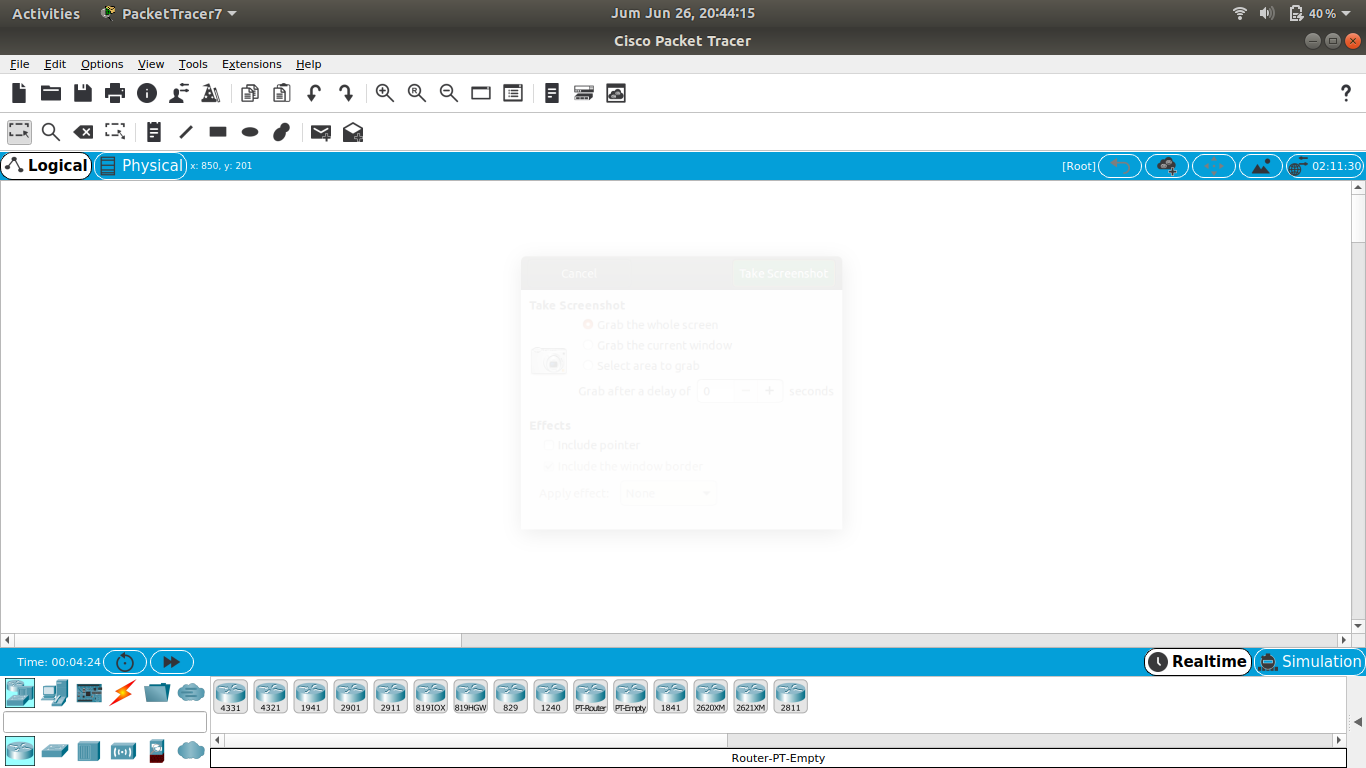 Activities PacketTracer7 Jum Jun 26, 20:44:15 40 %
Cisco Packet Tracer
File Edit Options View Tools Extensions Help
Logical Physical x: 850, y: 201 [Root] 02:11:30
Cancel Take Screenshot
Take Screenshot
Grab the whole screen
Grab the current window
Select area to grab
Grab after a delay of 0 − + seconds
Effects
Include pointer
Include the window border
Apply effect: None
Time: 00:04:24 Realtime Simulation
4331 4321 1941 2901 2911 819IOX 819HGW 829 1240 PT-Router PT-Empty 1841 2620XM 2621XM 2811
Router-PT-Empty